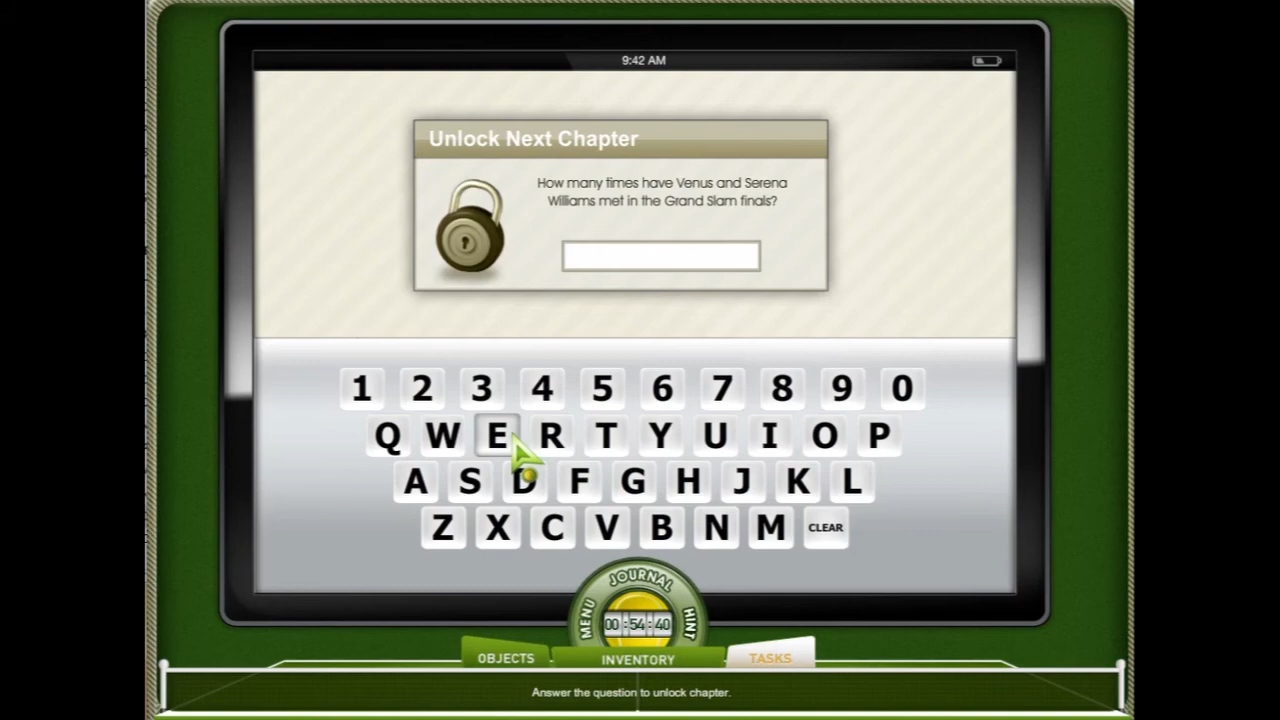 9:42 AM
Unlock Next Chapter
How many times have Venus and Serena
Williams met in the Grand Slam finals?
1 2 3 4 5 6 7 8 9 0
Q W E R T Y U I O P
A S D F G H J K L
Z X C V B N M CLEAR
JOURNAL
MENU
00:54:40
HINT
OBJECTS
INVENTORY
TASKS
Answer the question to unlock chapter.